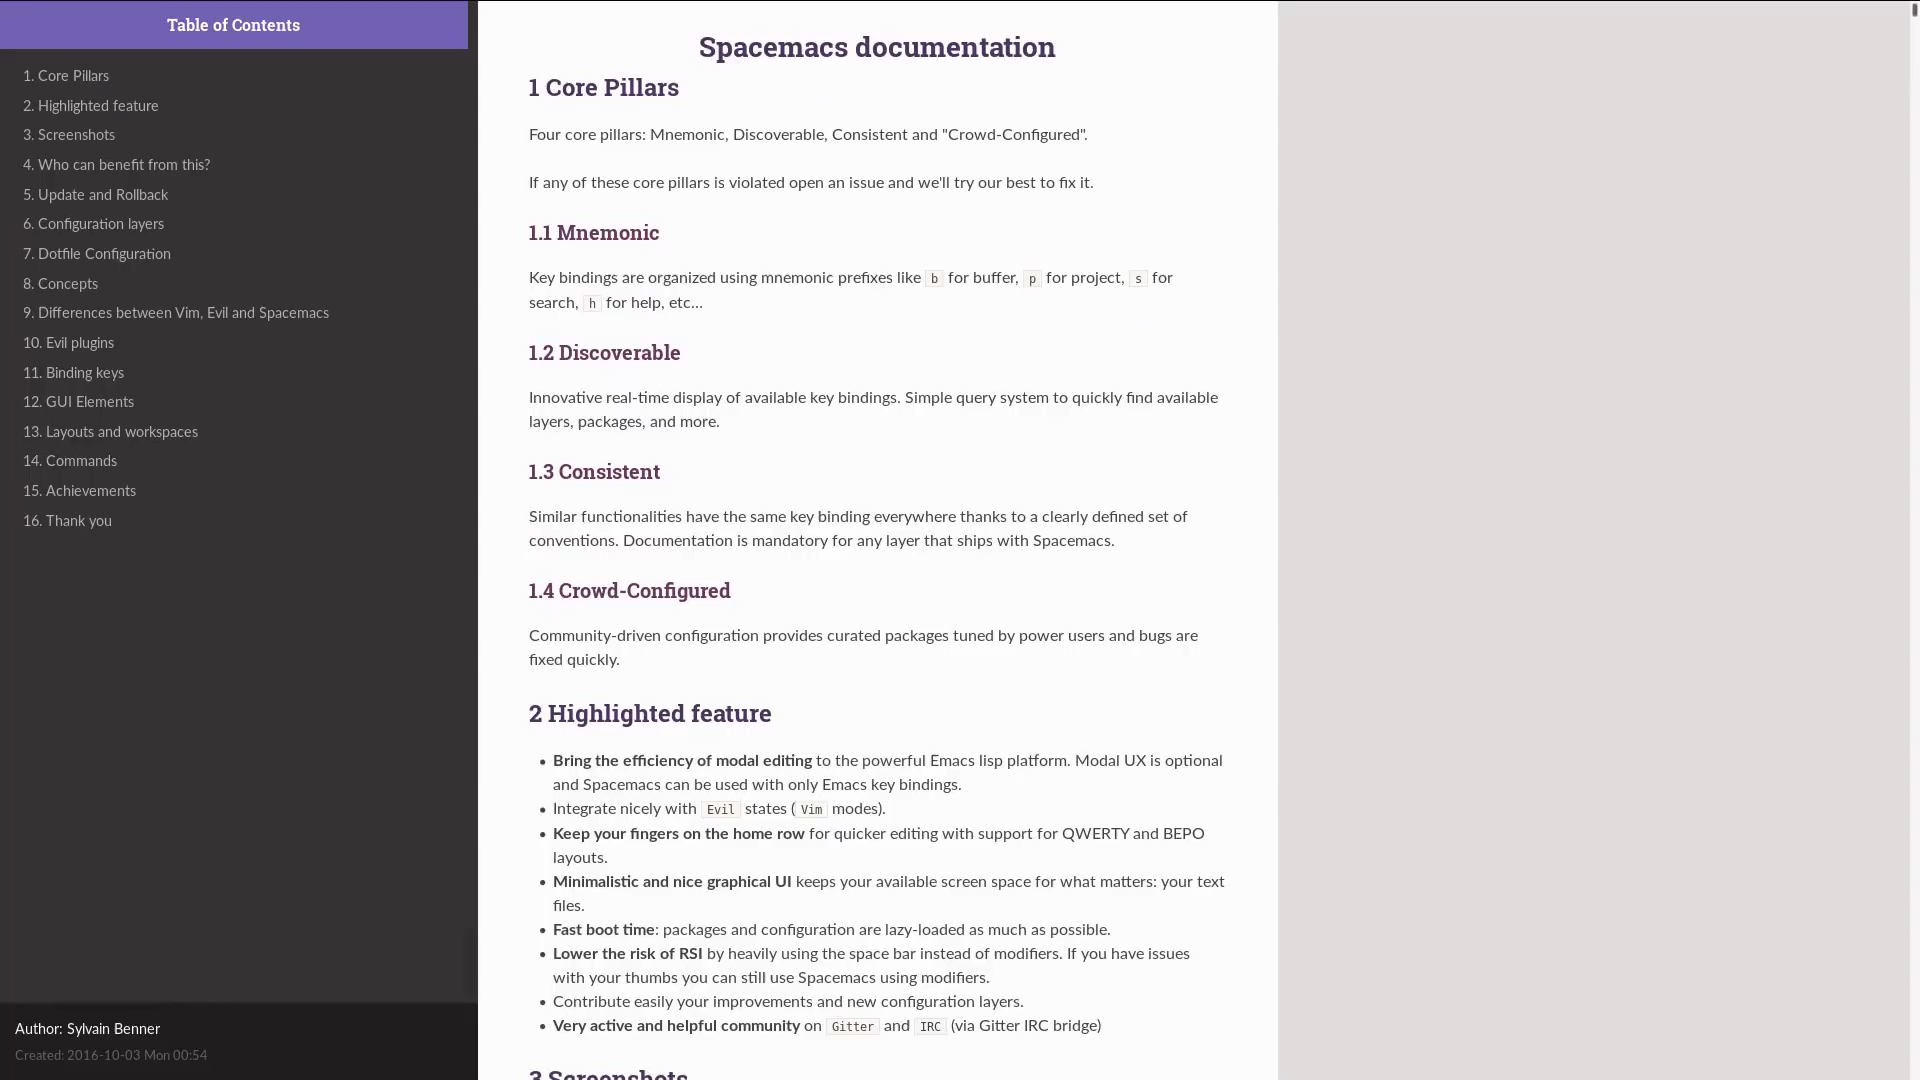 Table of Contents
1. Core Pillars
2. Highlighted feature
3. Screenshots
4. Who can benefit from this?
5. Update and Rollback
6. Configuration layers
7. Dotfile Configuration
8. Concepts
9. Differences between Vim, Evil and Spacemacs
10. Evil plugins
11. Binding keys
12. GUI Elements
13. Layouts and workspaces
14. Commands
15. Achievements
16. Thank you
Author: Sylvain Benner
Created: 2016-10-03 Mon 00:54
Spacemacs documentation
1 Core Pillars
Four core pillars: Mnemonic, Discoverable, Consistent and "Crowd-Configured".
If any of these core pillars is violated open an issue and we'll try our best to fix it.
1.1 Mnemonic
Key bindings are organized using mnemonic prefixes like b for buffer, p for project, s for
search, h for help, etc…
1.2 Discoverable
Innovative real-time display of available key bindings. Simple query system to quickly find available
layers, packages, and more.
1.3 Consistent
Similar functionalities have the same key binding everywhere thanks to a clearly defined set of
conventions. Documentation is mandatory for any layer that ships with Spacemacs.
1.4 Crowd-Configured
Community-driven configuration provides curated packages tuned by power users and bugs are
fixed quickly.
2 Highlighted feature
• Bring the efficiency of modal editing to the powerful Emacs lisp platform. Modal UX is optional
and Spacemacs can be used with only Emacs key bindings.
• Integrate nicely with Evil states (Vim modes).
• Keep your fingers on the home row for quicker editing with support for QWERTY and BEPO
layouts.
• Minimalistic and nice graphical UI keeps your available screen space for what matters: your text
files.
• Fast boot time: packages and configuration are lazy-loaded as much as possible.
• Lower the risk of RSI by heavily using the space bar instead of modifiers. If you have issues
with your thumbs you can still use Spacemacs using modifiers.
• Contribute easily your improvements and new configuration layers.
• Very active and helpful community on Gitter and IRC (via Gitter IRC bridge)
3 Screenshots